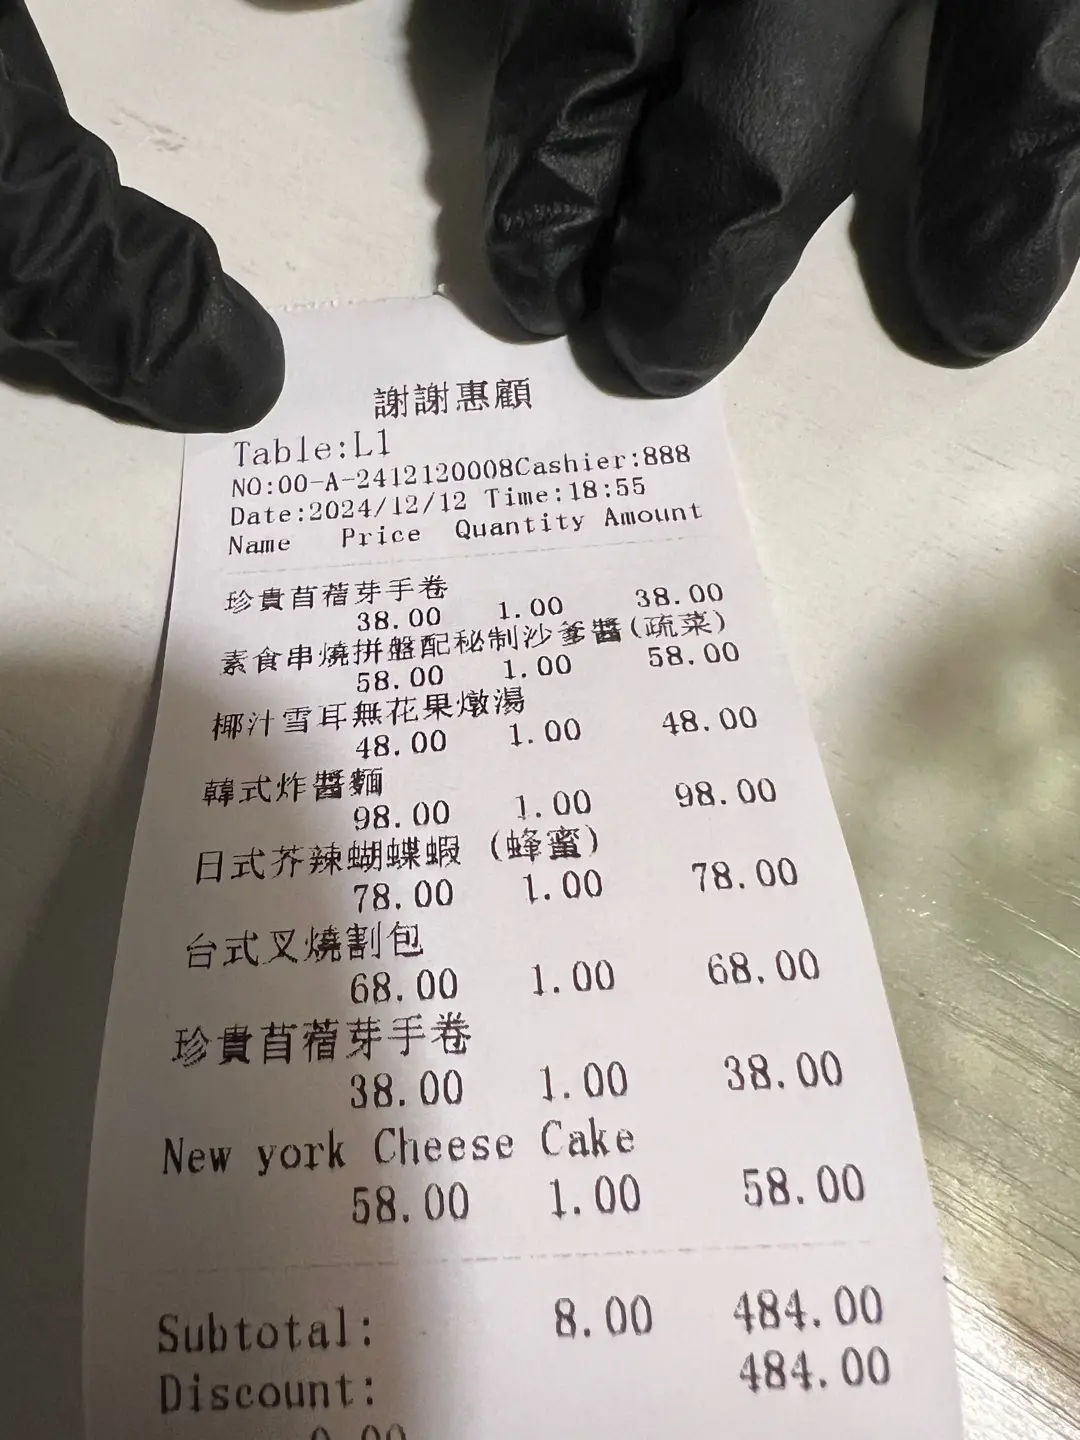 謝謝惠顧
Table:L1
NO:00-A-2412120008Cashier:888
Date:2024/12/12 Time:18:55
Name Price Quantity Amount
珍貴苜蓿芽手卷
38.00 1.00 38.00
素食串燒拼盤配秘制沙爹醬(蔬菜)
58.00 1.00 58.00
椰汁雪耳無花果燉湯
48.00 1.00 48.00
韓式炸醬麵
98.00 1.00 98.00
日式芥辣蝴蝶蝦 (蜂蜜)
78.00 1.00 78.00
台式叉燒割包
68.00 1.00 68.00
珍貴苜蓿芽手卷
38.00 1.00 38.00
New york Cheese Cake
58.00 1.00 58.00
Subtotal: 8.00 484.00
Discount: 484.00
0.00